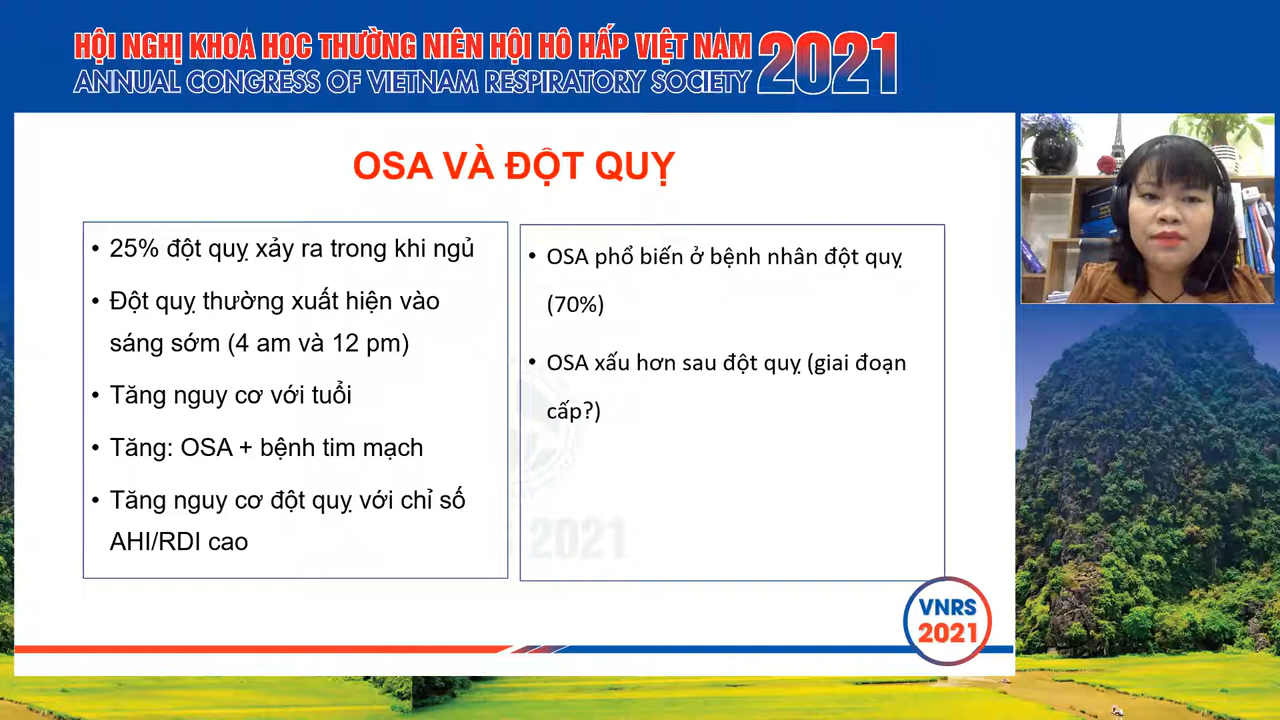 HỘI NGHỊ KHOA HỌC THƯỜNG NIÊN HỘI HÔ HẤP VIỆT NAM 2021
ANNUAL CONGRESS OF VIETNAM RESPIRATORY SOCIETY
OSA VÀ ĐỘT QUỴ
• 25% đột quỵ xảy ra trong khi ngủ
• Đột quỵ thường xuất hiện vào
sáng sớm (4 am và 12 pm)
• Tăng nguy cơ với tuổi
• Tăng: OSA + bệnh tim mạch
• Tăng nguy cơ đột quỵ với chỉ số
AHI/RDI cao
• OSA phổ biến ở bệnh nhân đột quỵ
(70%)
• OSA xấu hơn sau đột quỵ (giai đoạn
cấp?)
2021
VNRS
2021